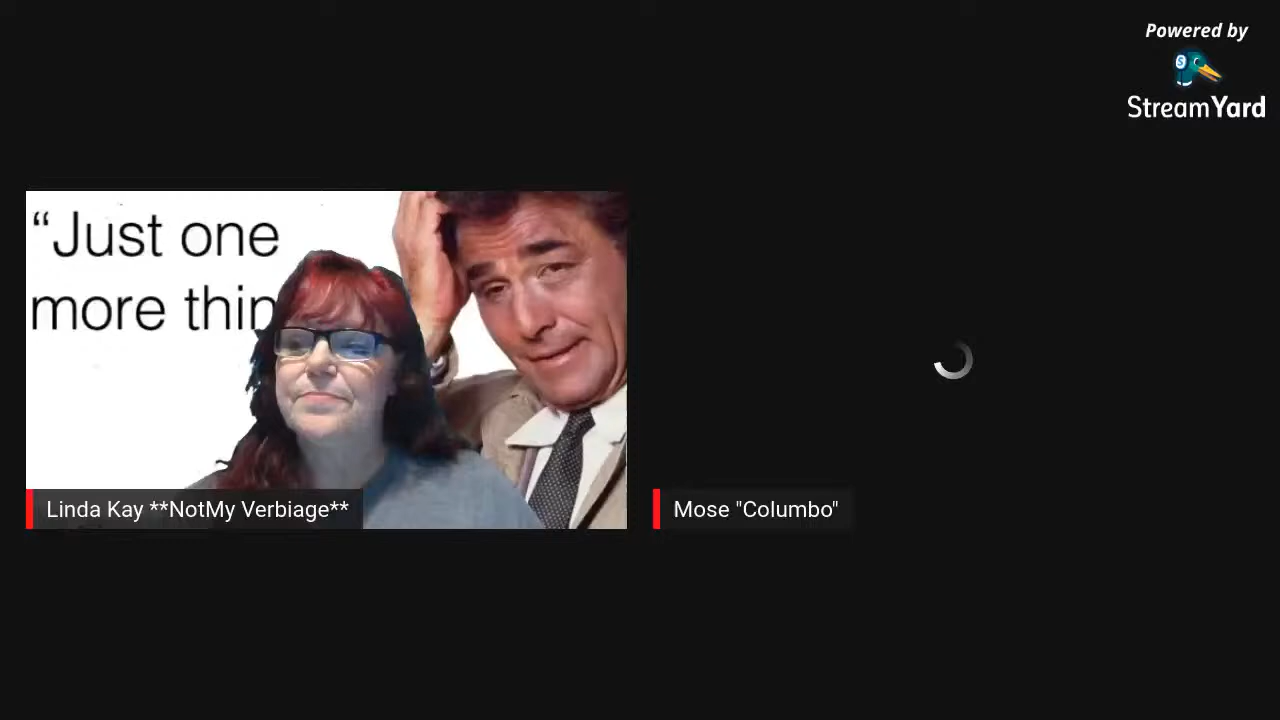 Powered by
StreamYard
“Just one
more thin
Linda Kay **NotMy Verbiage**
Mose "Columbo"